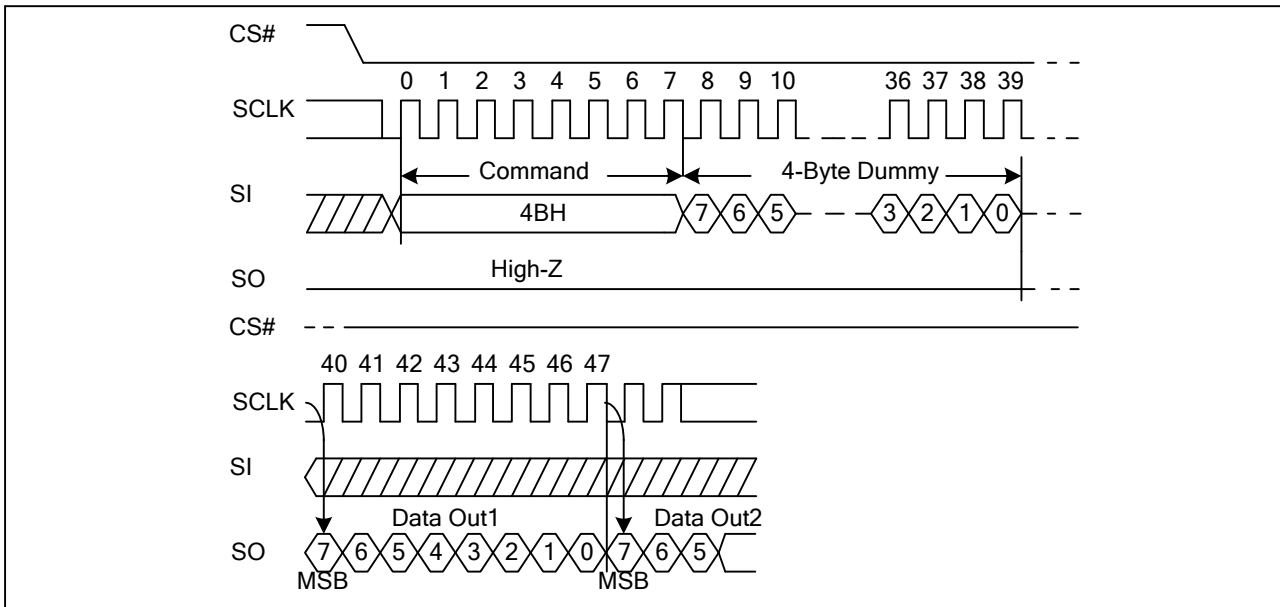 CS#
0 1 2 3 4 5 6 7 8 9 10 36 37 38 39
SCLK
Command 4-Byte Dummy
SI
4BH 7 6 5 3 2 1 0
High-Z
SO
CS#
40 41 42 43 44 45 46 47
SCLK
SI
Data Out1 Data Out2
SO 7 6 5 4 3 2 1 0 7 6 5
MSB MSB